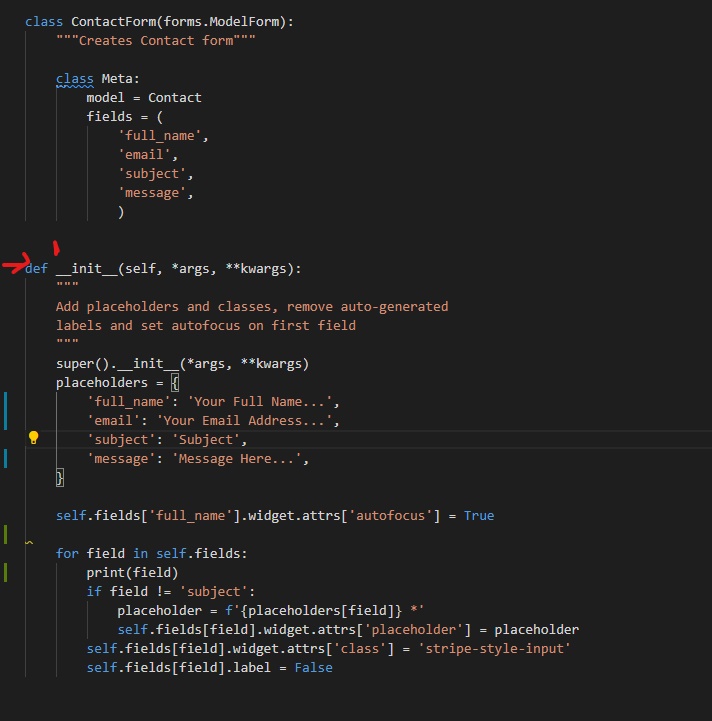 class ContactForm(forms.ModelForm):
    """Creates Contact form"""
    class Meta:
        model = Contact
        fields = (
            'full_name',
            'email',
            'subject',
            'message',
            )
def __init__(self, *args, **kwargs):
    """
    Add placeholders and classes, remove auto-generated
    labels and set autofocus on first field
    """
    super().__init__(*args, **kwargs)
    placeholders = {
        'full_name': 'Your Full Name...',
        'email': 'Your Email Address...',
        'subject': 'Subject',
        'message': 'Message Here...',
    }
    self.fields['full_name'].widget.attrs['autofocus'] = True
    for field in self.fields:
        print(field)
        if field != 'subject':
            placeholder = f'{placeholders[field]} *'
            self.fields[field].widget.attrs['placeholder'] = placeholder
        self.fields[field].widget.attrs['class'] = 'stripe-style-input'
        self.fields[field].label = False